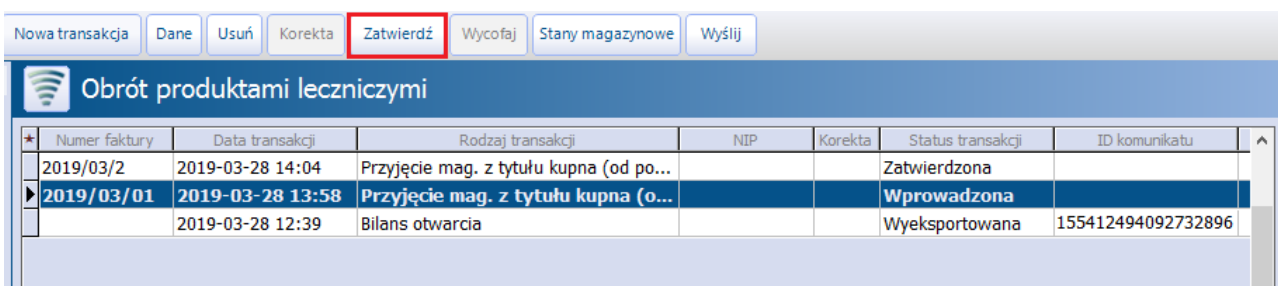 Nowa transakcja Dane Usuń Korekta Zatwierdź Wycofaj Stany magazynowe Wyślij
Obrót produktami leczniczymi
* Numer faktury Data transakcji Rodzaj transakcji NIP Korekta Status transakcji ID komunikatu
2019/03/2 2019-03-28 14:04 Przyjęcie mag. z tytułu kupna (od po... Zatwierdzona
2019/03/01 2019-03-28 13:58 Przyjęcie mag. z tytułu kupna (o... Wprowadzona
2019-03-28 12:39 Bilans otwarcia Wyeksportowana 155412494092732896